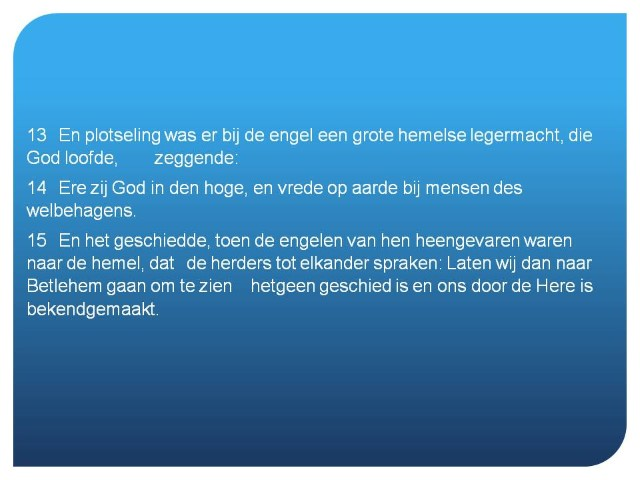 13 En plotseling was er bij de engel een grote hemelse legermacht, die
God loofde, zeggende:
14 Ere zij God in den hoge, en vrede op aarde bij mensen des
welbehagens.
15 En het geschiedde, toen de engelen van hen heengevaren waren
naar de hemel, dat de herders tot elkander spraken: Laten wij dan naar
Betlehem gaan om te zien hetgeen geschied is en ons door de Here is
bekendgemaakt.